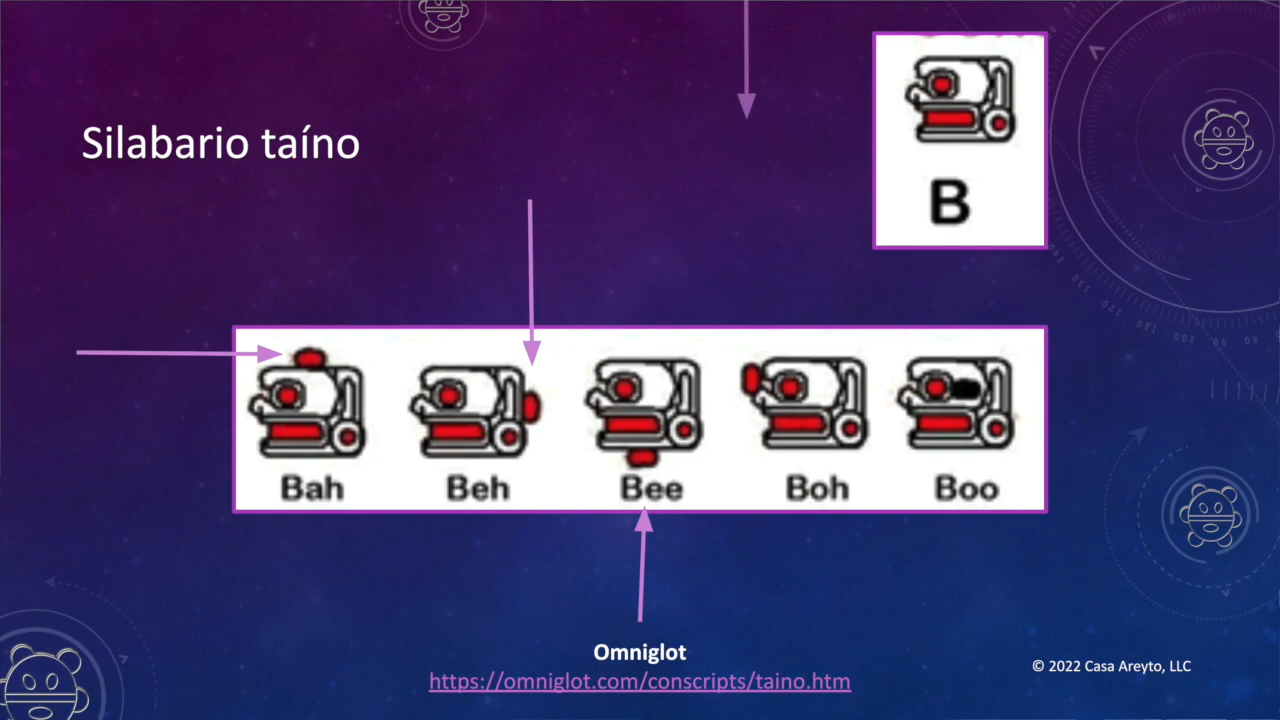 Silabario taíno
B
Bah Beh Bee Boh Boo
Omniglot
https://omniglot.com/conscripts/taino.htm
© 2022 Casa Areyto, LLC